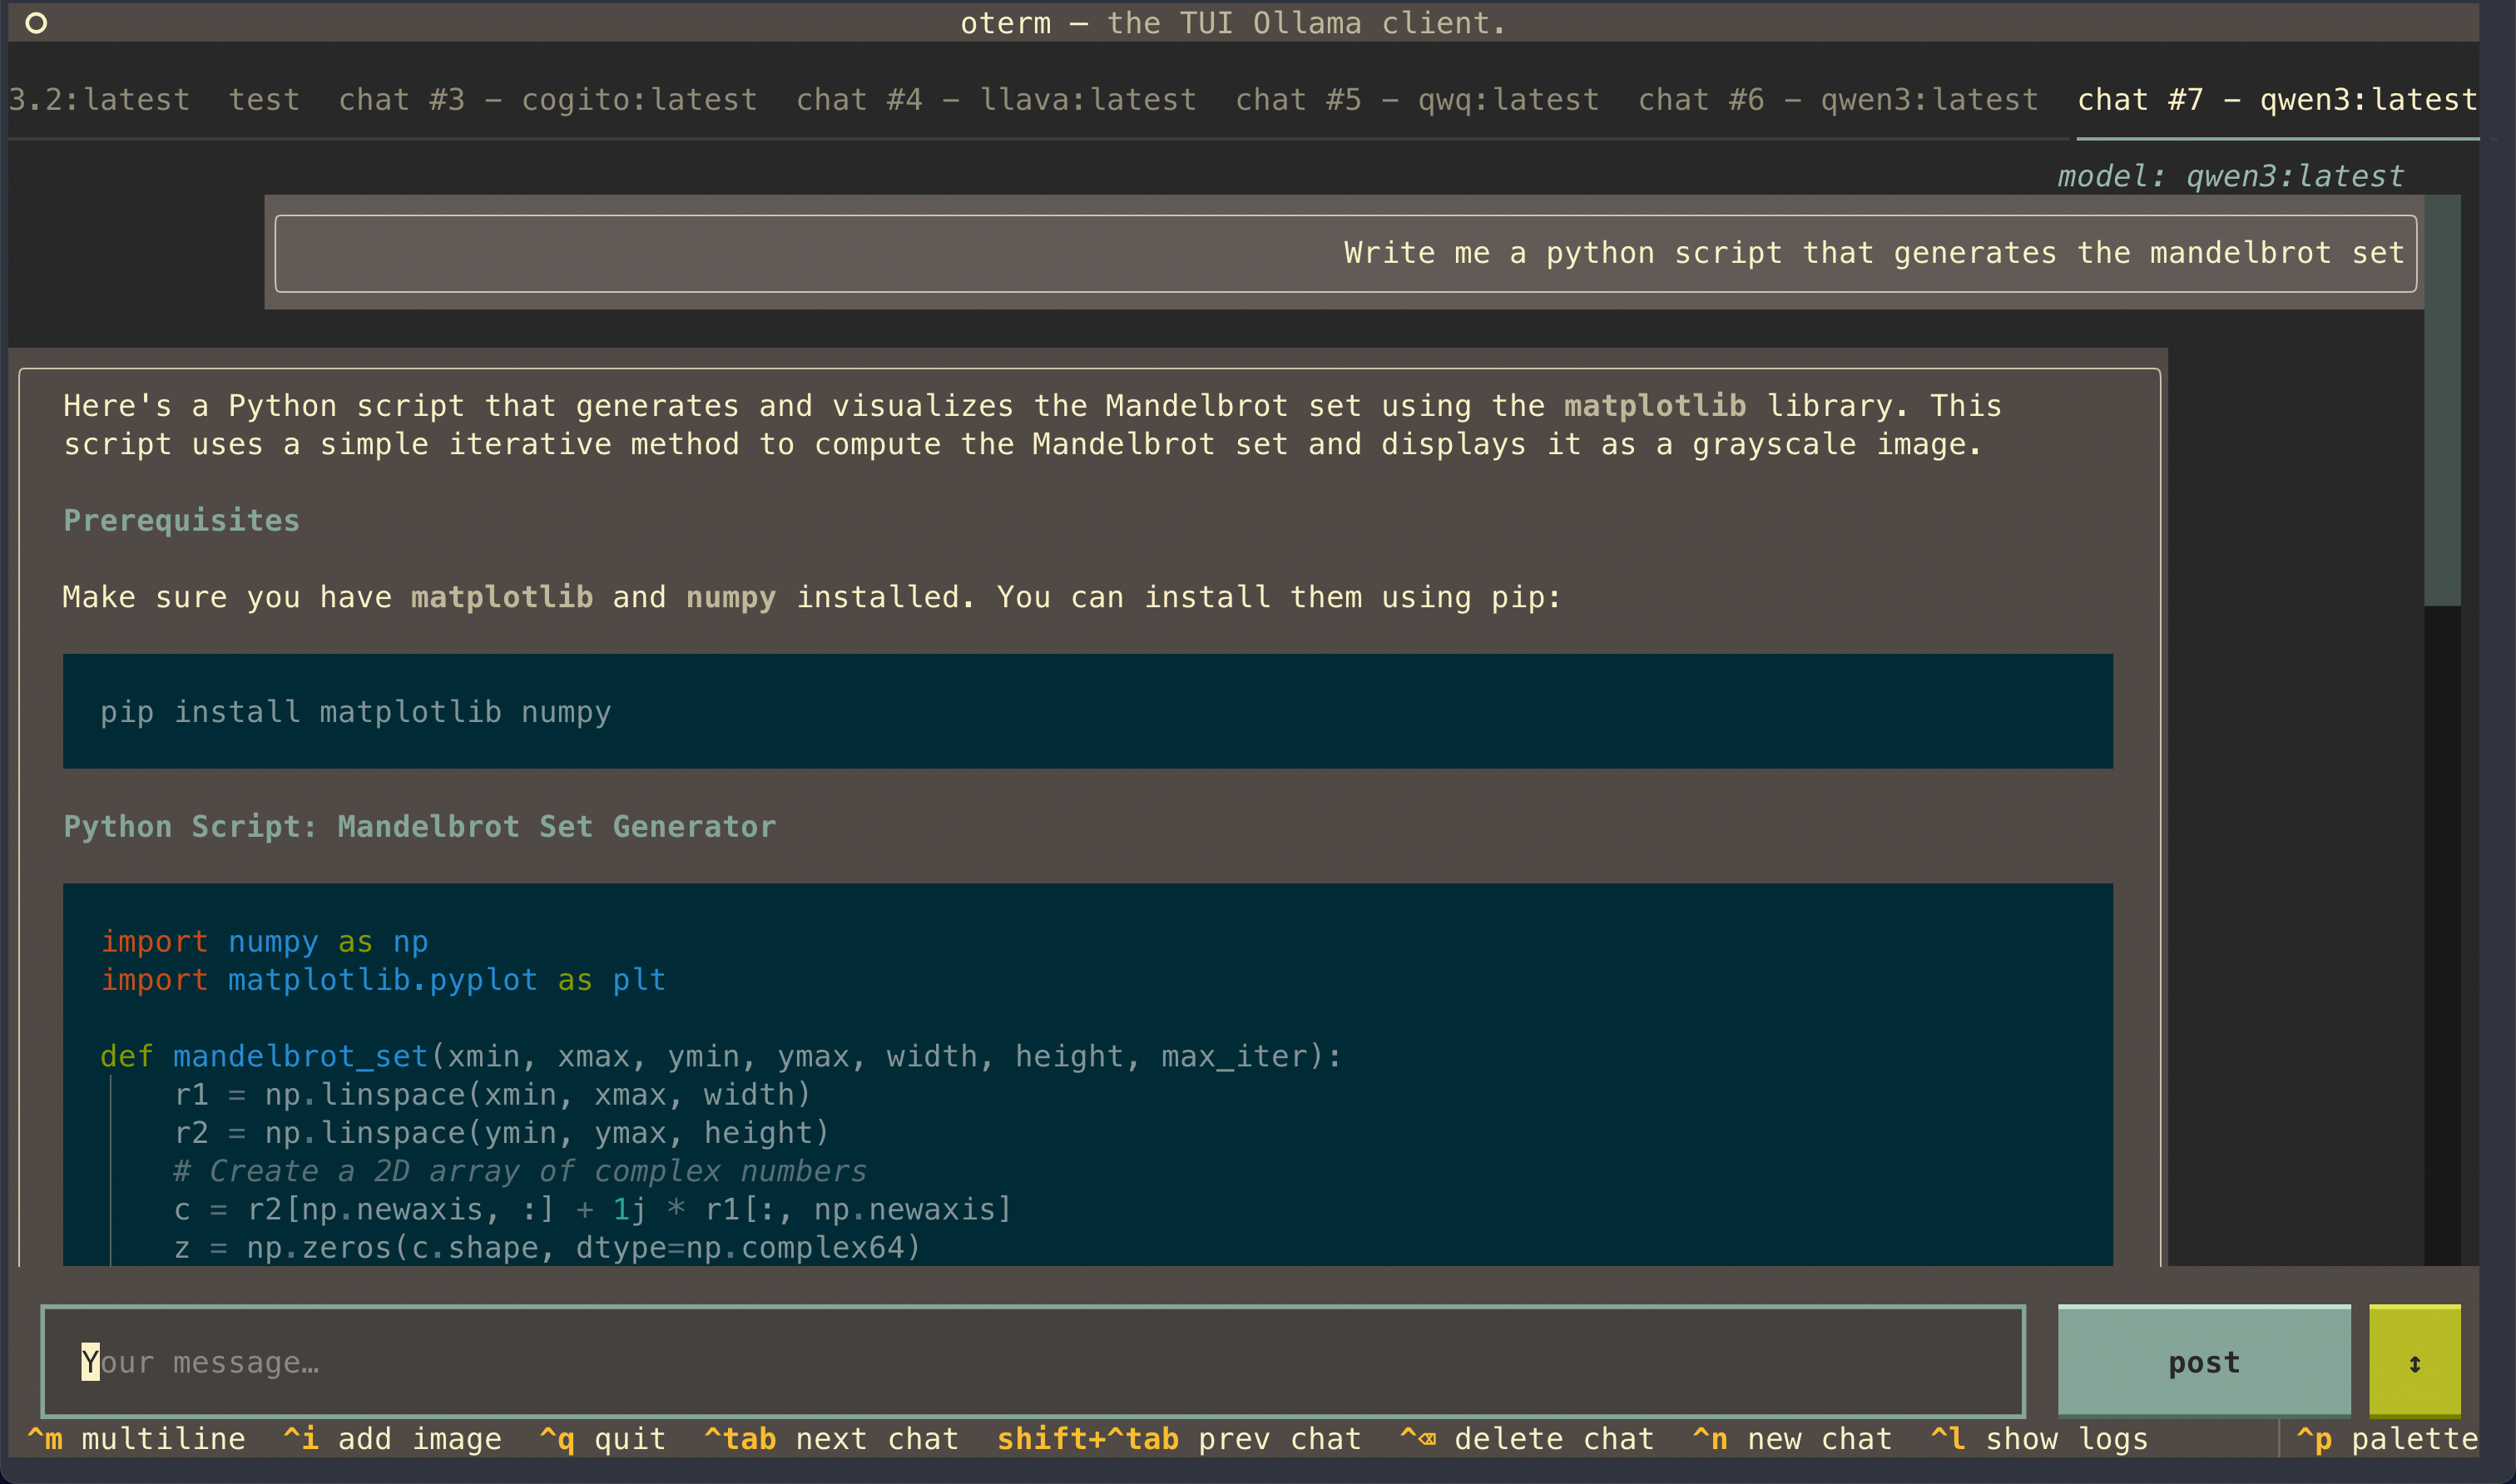 oterm — the TUI Ollama client.
3.2:latest test chat #3 - cogito:latest chat #4 - llava:latest chat #5 - qwq:latest chat #6 - qwen3:latest chat #7 - qwen3:latest
model: qwen3:latest
Write me a python script that generates the mandelbrot set
Here's a Python script that generates and visualizes the Mandelbrot set using the matplotlib library. This
script uses a simple iterative method to compute the Mandelbrot set and displays it as a grayscale image.
Prerequisites
Make sure you have matplotlib and numpy installed. You can install them using pip:
pip install matplotlib numpy
Python Script: Mandelbrot Set Generator
import numpy as np
import matplotlib.pyplot as plt
def mandelbrot_set(xmin, xmax, ymin, ymax, width, height, max_iter):
    r1 = np.linspace(xmin, xmax, width)
    r2 = np.linspace(ymin, ymax, height)
    # Create a 2D array of complex numbers
    c = r2[np.newaxis, :] + 1j * r1[:, np.newaxis]
    z = np.zeros(c.shape, dtype=np.complex64)
Your message…
post ↕
^m multiline ^i add image ^q quit ^tab next chat shift+^tab prev chat ^⌫ delete chat ^n new chat ^l show logs ^p palette